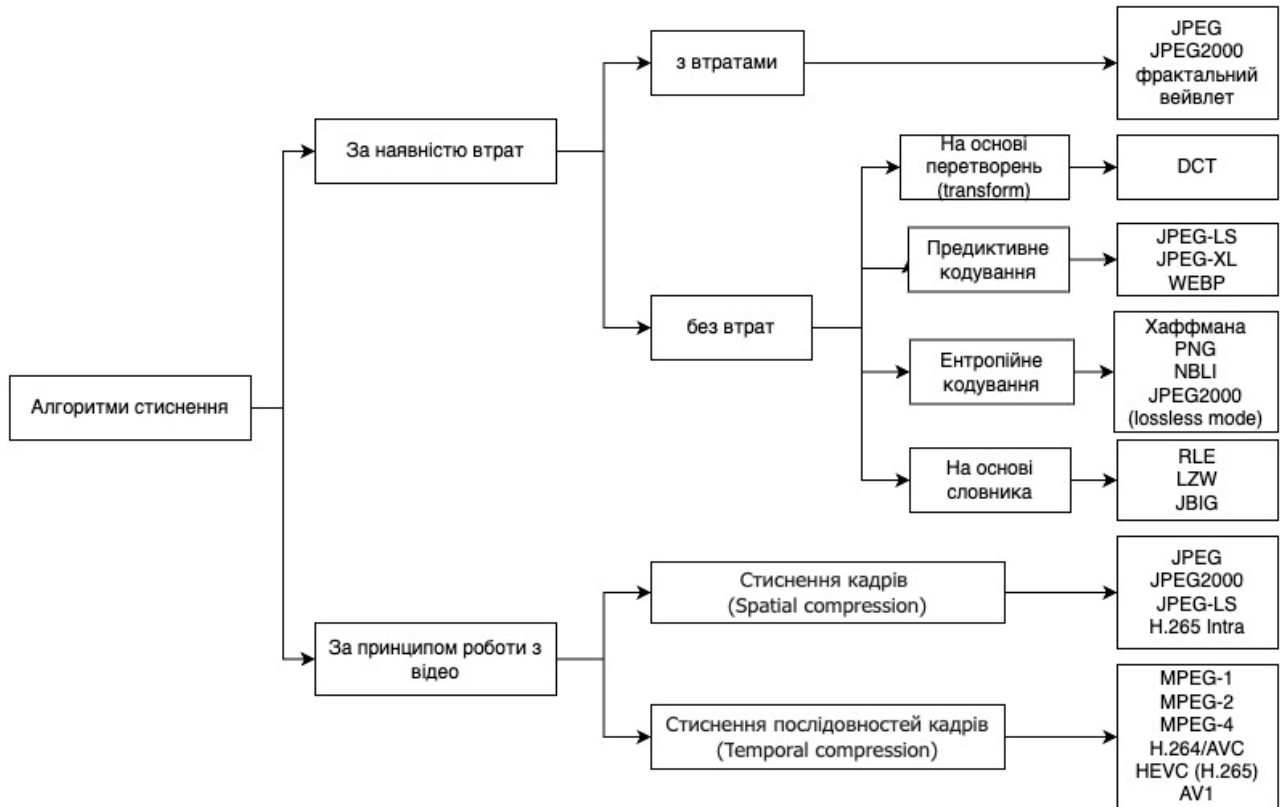 Алгоритми стиснення
За наявністю втрат
з втратами
JPEG
JPEG2000
фрактальний
вейвлет
без втрат
На основі
перетворень
(transform)
DCT
Предиктивне
кодування
JPEG-LS
JPEG-XL
WEBP
Ентропійне
кодування
Хаффмана
PNG
NBLI
JPEG2000
(lossless mode)
На основі
словника
RLE
LZW
JBIG
За принципом роботи з
відео
Стиснення кадрів
(Spatial compression)
JPEG
JPEG2000
JPEG-LS
H.265 Intra
Стиснення послідовностей кадрів
(Temporal compression)
MPEG-1
MPEG-2
MPEG-4
H.264/AVC
HEVC (H.265)
AV1